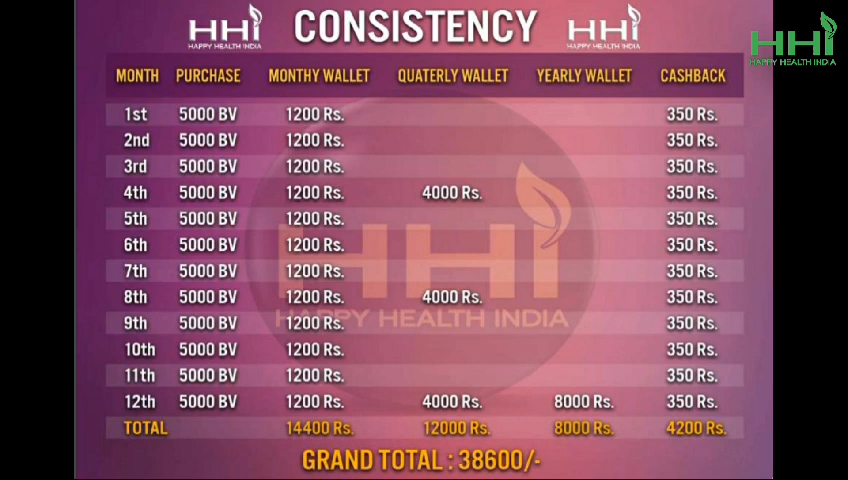 HHi CONSISTENCY HHi HHi
HAPPY HEALTH INDIA HAPPY HEALTH INDIA HAPPY HEALTH INDIA
MONTH PURCHASE MONTHY WALLET QUATERLY WALLET YEARLY WALLET CASHBACK
1st 5000 BV 1200 Rs. 350 Rs.
2nd 5000 BV 1200 Rs. 350 Rs.
3rd 5000 BV 1200 Rs. 350 Rs.
4th 5000 BV 1200 Rs. 4000 Rs. 350 Rs.
5th 5000 BV 1200 Rs. 350 Rs.
6th 5000 BV 1200 Rs. 350 Rs.
7th 5000 BV 1200 Rs. 350 Rs.
HHi
8th 5000 BV 1200 Rs. 4000 Rs. 350 Rs.
HAPPY HEALTH INDIA
9th 5000 BV 1200 Rs. 350 Rs.
10th 5000 BV 1200 Rs. 350 Rs.
11th 5000 BV 1200 Rs. 350 Rs.
12th 5000 BV 1200 Rs. 4000 Rs. 8000 Rs. 350 Rs.
TOTAL 14400 Rs. 12000 Rs. 8000 Rs. 4200 Rs.
GRAND TOTAL : 38600/-